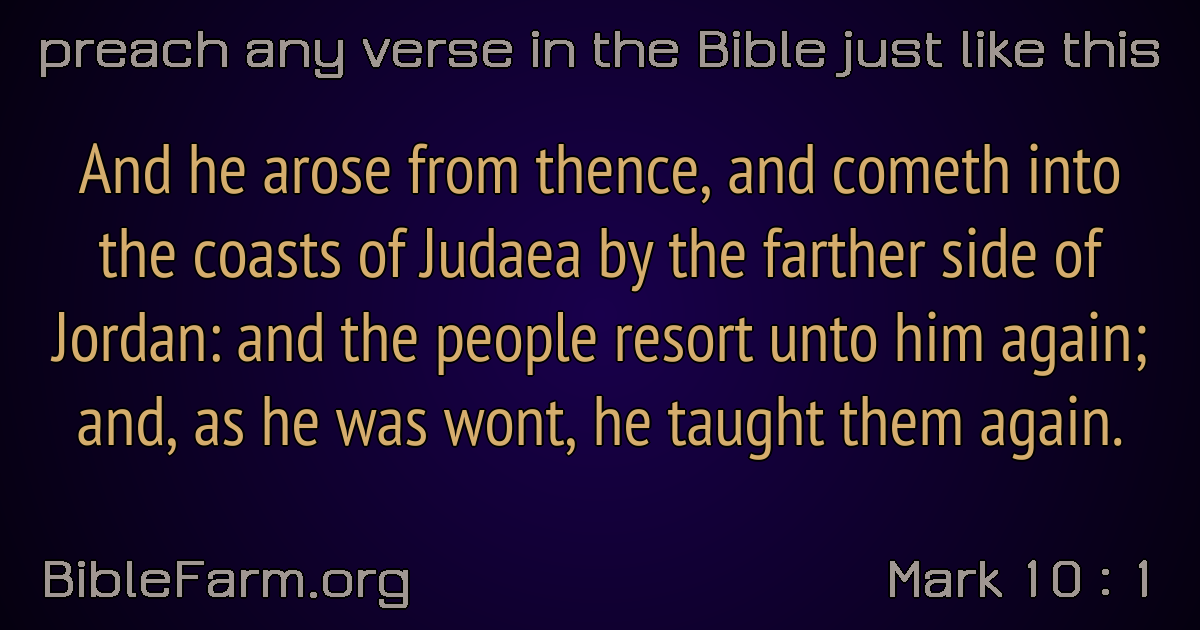 preach any verse in the Bible just like this
And he arose from thence, and cometh into
the coasts of Judaea by the farther side of
Jordan: and the people resort unto him again;
and, as he was wont, he taught them again.
BibleFarm.org
Mark 10 : 1